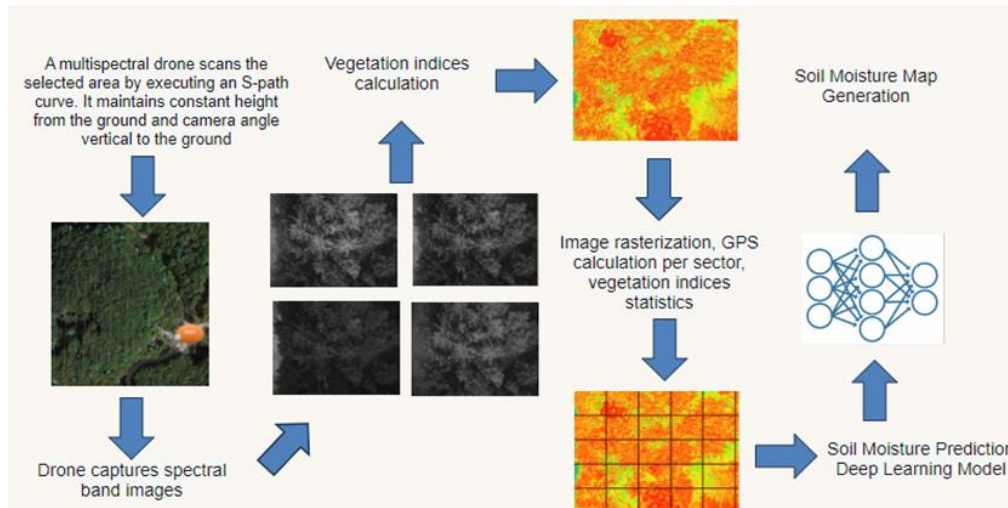 A multispectral drone scans the
selected area by executing an S-path
curve. It maintains constant height
from the ground and camera angle
vertical to the ground
Drone captures spectral
band images
Vegetation indices
calculation
Image rasterization, GPS
calculation per sector,
vegetation indices
statistics
Soil Moisture Prediction
Deep Learning Model
Soil Moisture Map
Generation